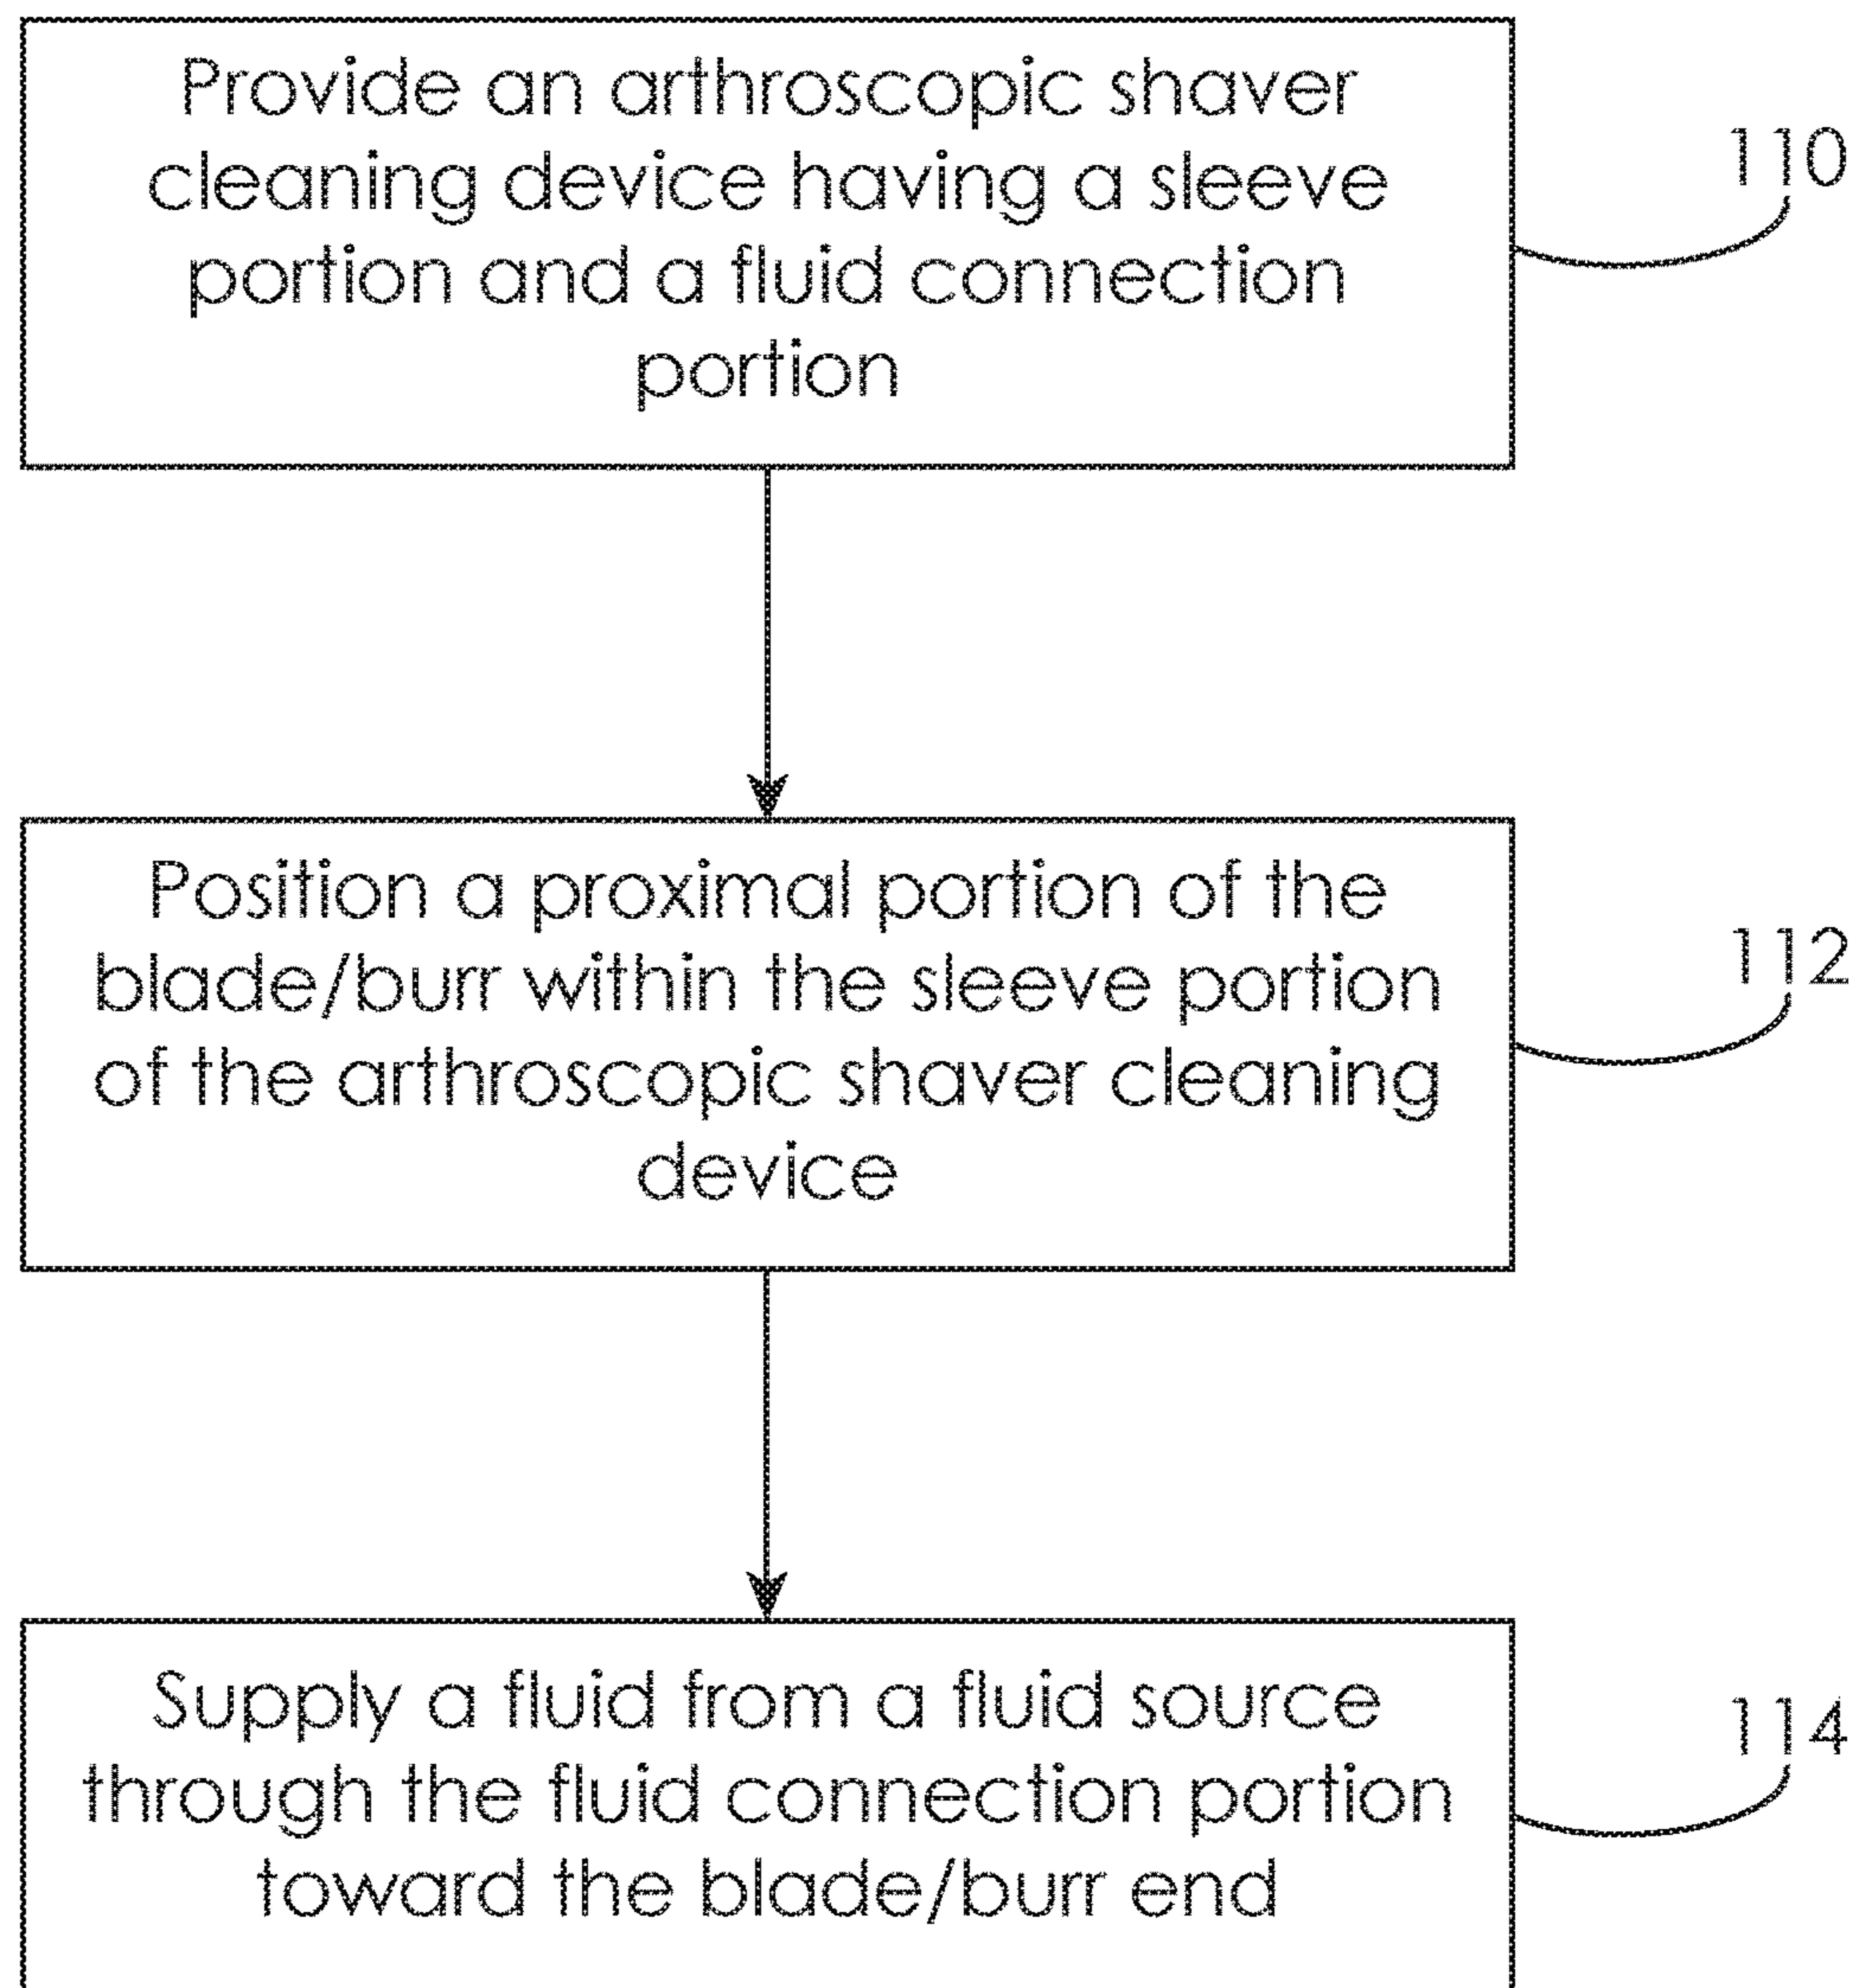 Provide an arthroscopic shaver
cleaning device having a sleeve
portion and a fluid connection
portion
110
Position a proximal portion of the
blade/burr within the sleeve portion
of the arthroscopic shaver cleaning
device
112
Supply a fluid from a fluid source
through the fluid connection portion
toward the blade/burr end
114